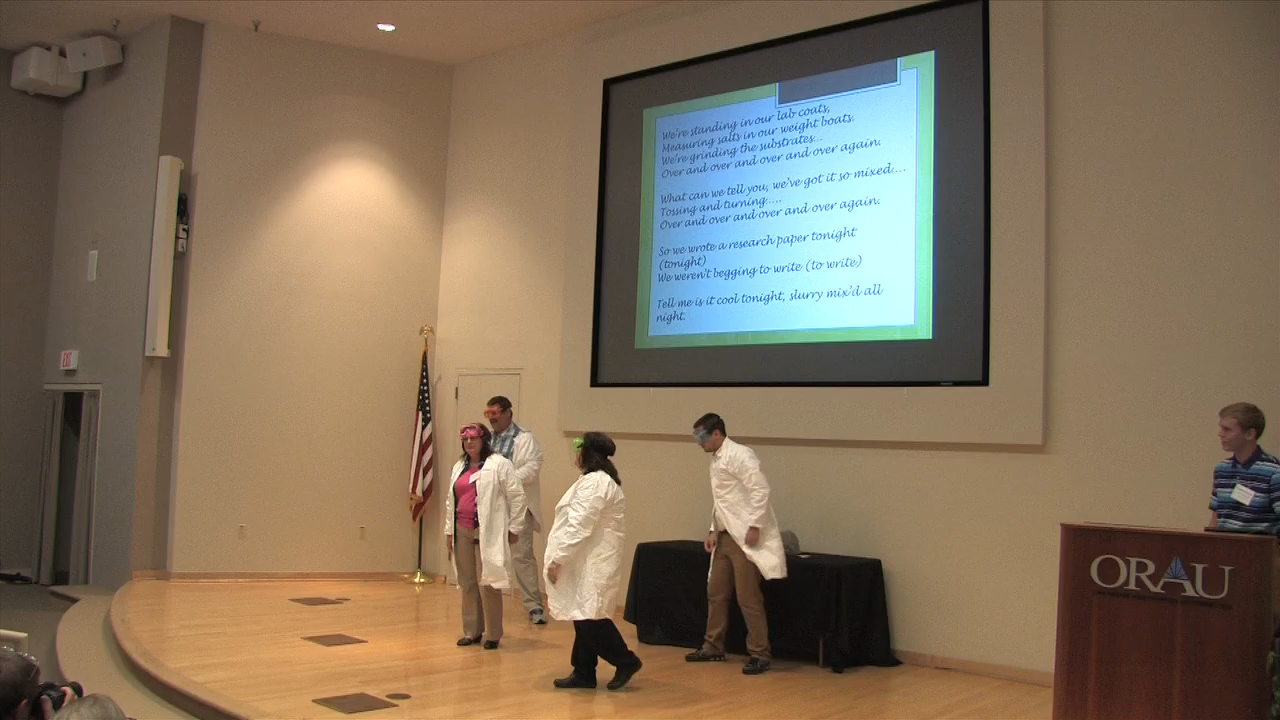 We're standing in our lab coats,
Measuring salts in our weight boats.
We're grinding the substrates...
Over and over and over and over again.
What can we tell you, we've got it so mixed....
Tossing and turning.....
Over and over and over and over again.
So we wrote a research paper tonight
(tonight)
We weren't begging to write (to write)
Tell me is it cool tonight, slurry mix'd all
night.
EXIT
ORAU